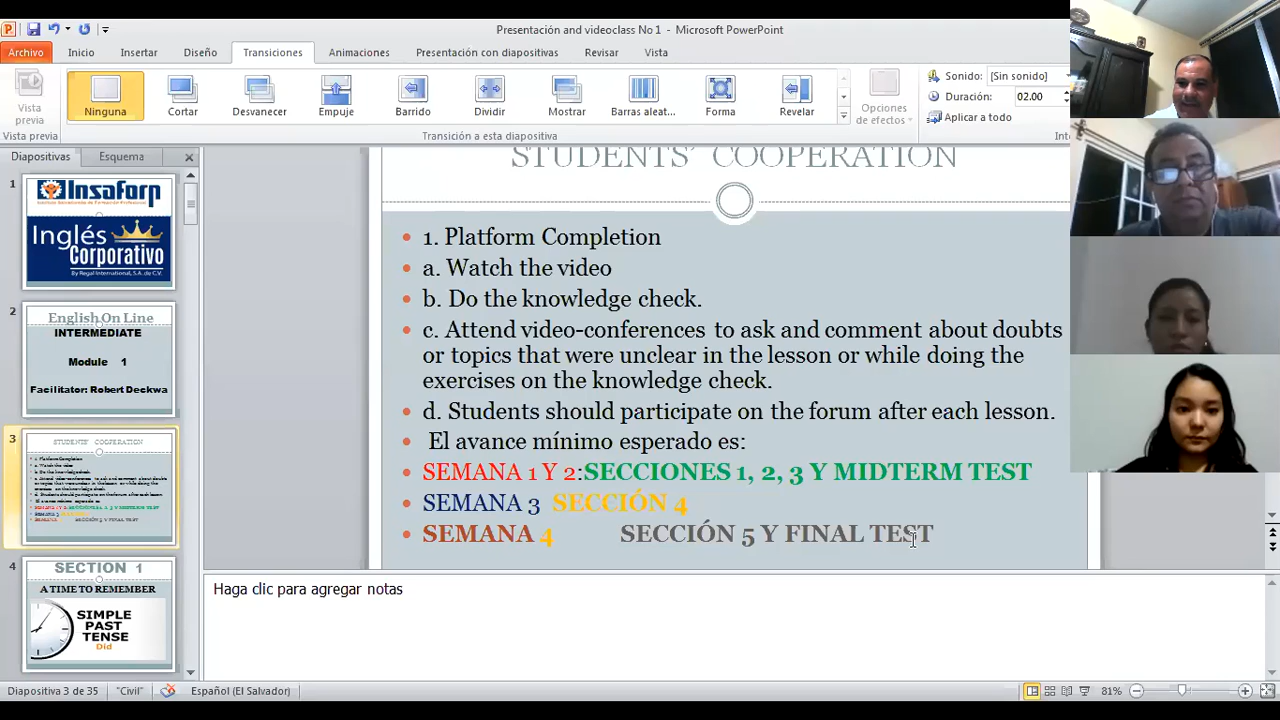 Presentación and videoclass No 1 - Microsoft PowerPoint
Archivo
Inicio
Insertar
Diseño
Transiciones
Animaciones
Presentación con diapositivas
Revisar
Vista
Vista previa
Ninguna
Cortar
Desvanecer
Empuje
Barrido
Dividir
Mostrar
Barras aleat...
Forma
Revelar
Opciones de efectos
Sonido: [Sin sonido]
Duración: 02.00
Aplicar a todo
Vista previa
Transición a esta diapositiva
Diapositivas
Esquema
1
Insaforp
Inglés
Corporativo
By Regal International, S.A. de C.V.
2
English On Line
INTERMEDIATE
Module 1
Facilitator: Robert Deckwa
3
4
SECTION 1
A TIME TO REMEMBER
SIMPLE
PAST
TENSE
Did
STUDENTS´ COOPERATION
• 1. Platform Completion
• a. Watch the video
• b. Do the knowledge check.
• c. Attend video-conferences to ask and comment about doubts
or topics that were unclear in the lesson or while doing the
exercises on the knowledge check.
• d. Students should participate on the forum after each lesson.
• El avance mínimo esperado es:
• SEMANA 1 Y 2:SECCIONES 1, 2, 3 Y MIDTERM TEST
• SEMANA 3 SECCIÓN 4
• SEMANA 4 SECCIÓN 5 Y FINAL TEST
Haga clic para agregar notas
Diapositiva 3 de 35
"Civil"
Español (El Salvador)
81%